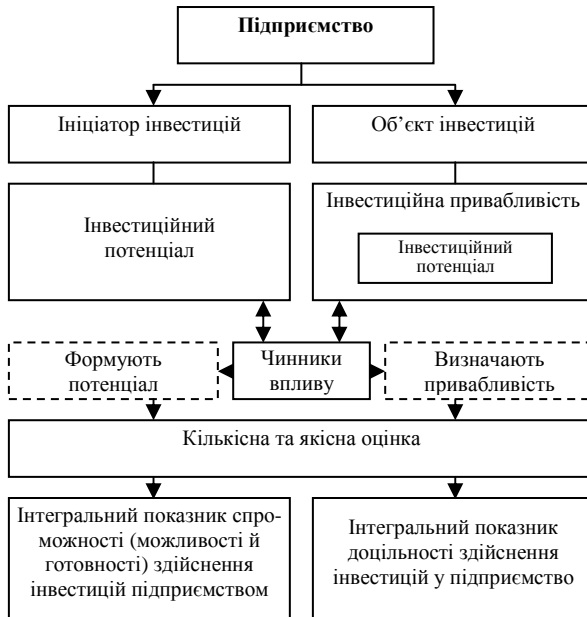 Підприємство
Ініціатор інвестицій
Об’єкт інвестицій
Інвестиційний
потенціал
Інвестиційна привабливість
Інвестиційний
потенціал
Формують
потенціал
Чинники
впливу
Визначають
привабливість
Кількісна та якісна оцінка
Інтегральний показник спро-
можності (можливості й
готовності) здійснення
інвестицій підприємством
Інтегральний показник
доцільності здійснення
інвестицій у підприємство